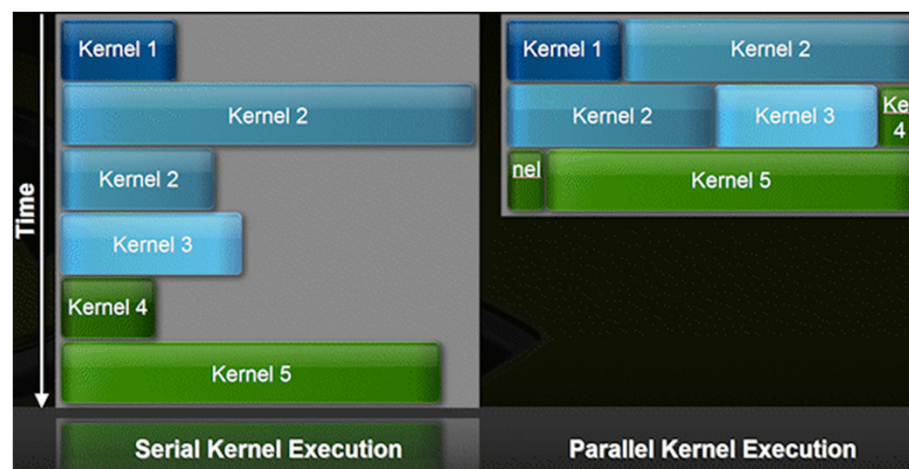 Kernel 1
Kernel 2
Kernel 2
Kernel 3
Kernel 4
Kernel 5
Time
Serial Kernel Execution
Kernel 1 Kernel 2
Kernel 2 Kernel 3 Ke
4
nel Kernel 5
Parallel Kernel Execution